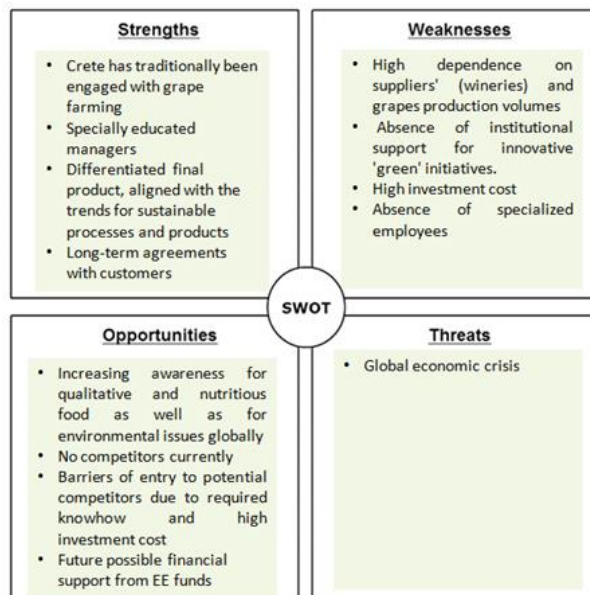 Strengths
• Crete has traditionally been
engaged with grape
farming
• Specially educated
managers
• Differentiated final
product, aligned with the
trends for sustainable
processes and products
• Long-term agreements
with customers
Weaknesses
• High dependence on
suppliers' (wineries) and
grapes production volumes
• Absence of institutional
support for innovative
'green' initiatives.
• High investment cost
• Absence of specialized
employees
SWOT
Opportunities
• Increasing awareness for
qualitative and nutritious
food as well as for
environmental issues globally
• No competitors currently
• Barriers of entry to potential
competitors due to required
knowhow and high
investment cost
• Future possible financial
support from EE funds
Threats
• Global economic crisis